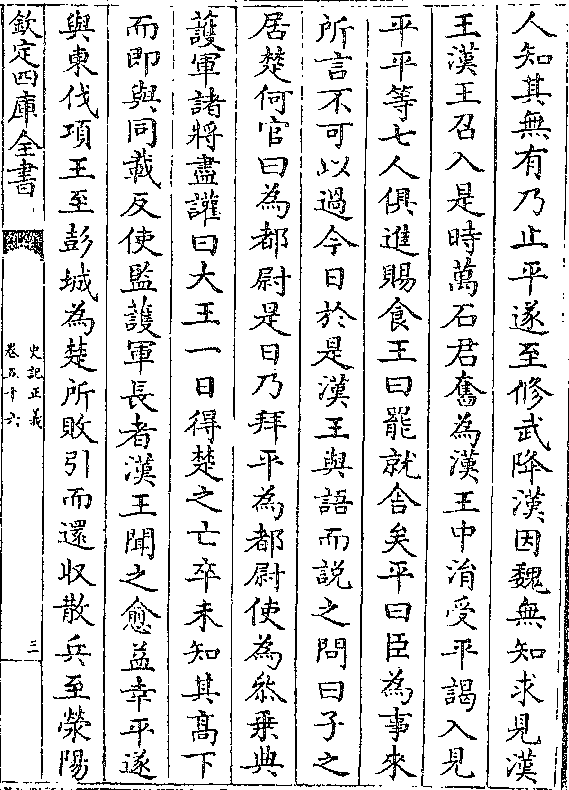 人知其無有乃止平遂至修武降漢因魏無知求見漢
王漢王召入是時萬石君奮為漢王中涓受平謁入見
平平等七人俱進賜食王曰罷就舍矣平曰臣為事來
所言不可以過今日於是漢王與語而説之問曰子之
居楚何官曰為都尉是日乃拜平為都尉使為叅乗典
䕶軍諸將盡讙曰大王一日得楚之亡卒未知其髙下
而即與同載反使監䕶軍長者漢王聞之愈益幸平遂
與東伐項王至彭城為楚所敗引而還收散兵至滎陽
欽定四庫全書
史記正義
卷五十六
三